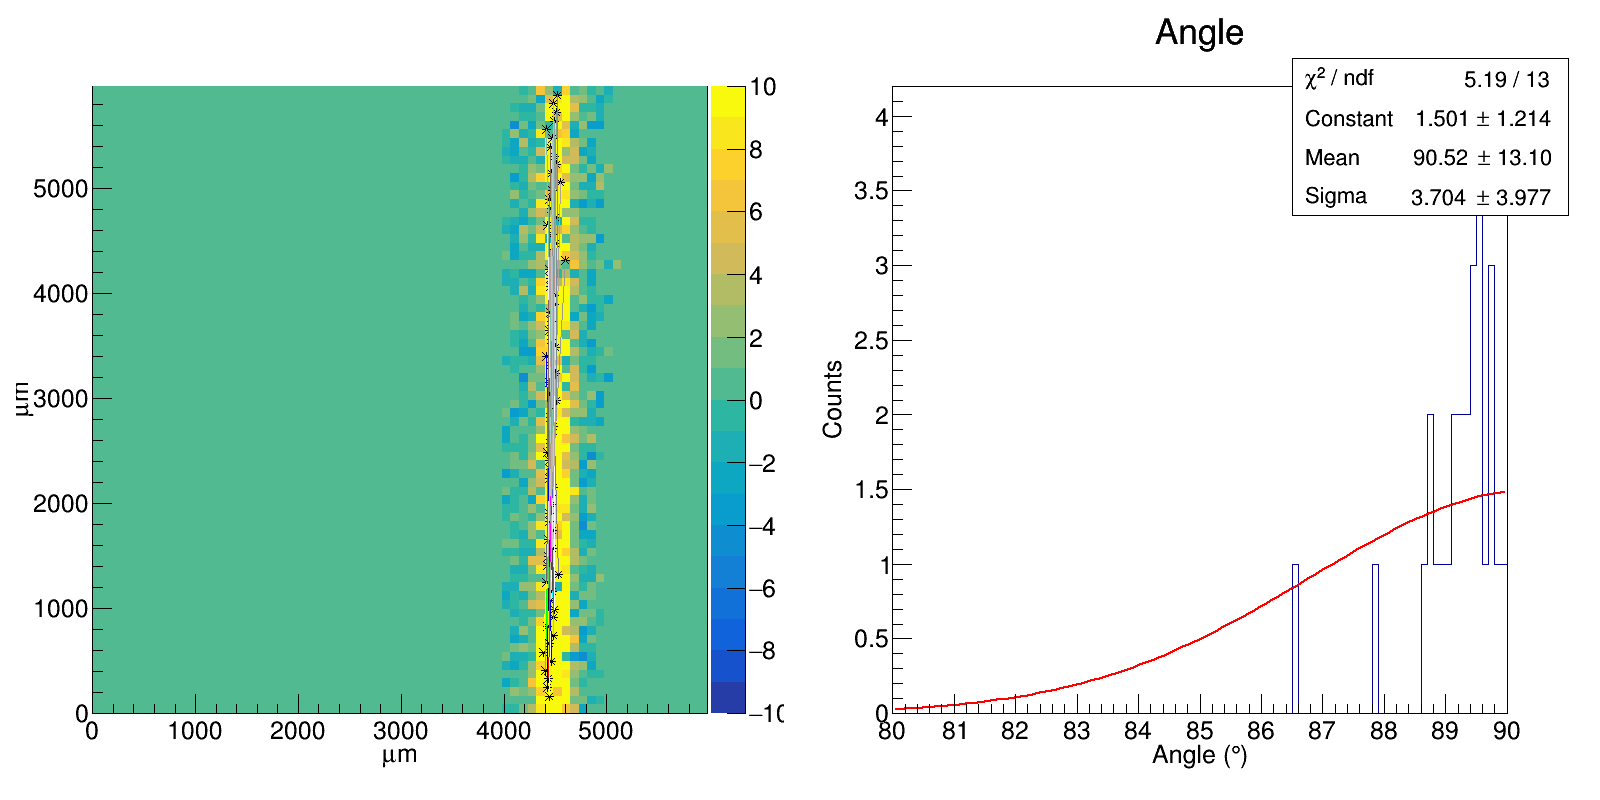 Angle
χ² / ndf 5.19 / 13
Constant 1.501 ± 1.214
Mean 90.52 ± 13.10
Sigma 3.704 ± 3.977
5000
4000
3000
2000
1000
0
μm
0 1000 2000 3000 4000 5000
μm
10
8
6
4
2
0
−2
−4
−6
−8
−10
4
3.5
3
2.5
2
1.5
1
0.5
0
Counts
80 81 82 83 84 85 86 87 88 89 90
Angle (°)